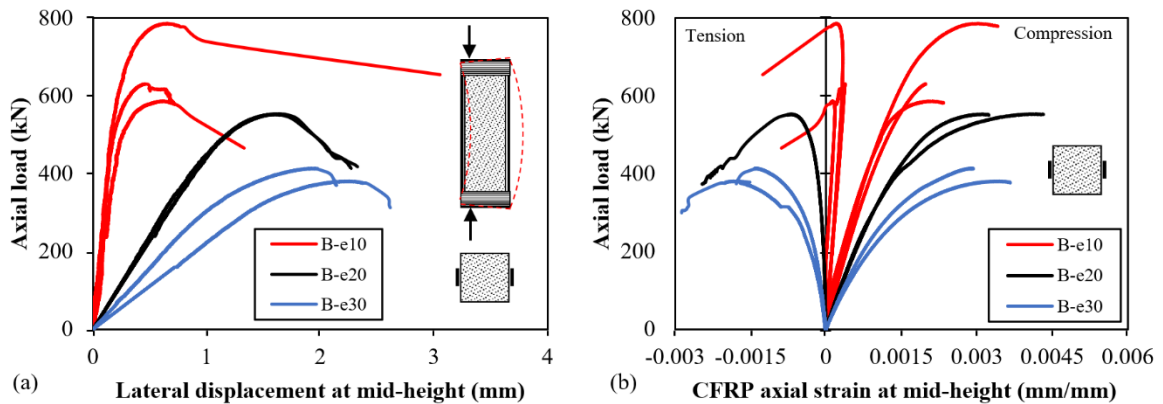 800
600
400
200
0
Axial load (kN)
B-e10
B-e20
B-e30
0 1 2 3 4
(a) Lateral displacement at mid-height (mm)
800
600
400
200
0
Axial load (kN)
Tension Compression
B-e10
B-e20
B-e30
-0.003 -0.0015 0 0.0015 0.003 0.0045 0.006
(b) CFRP axial strain at mid-height (mm/mm)